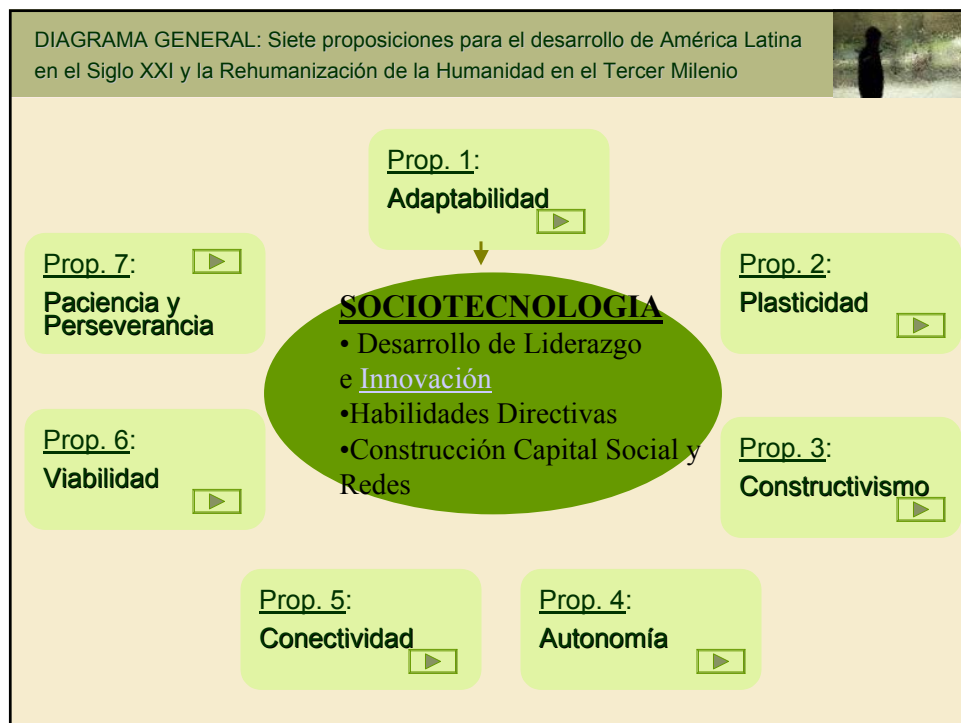 DIAGRAMA GENERAL: Siete proposiciones para el desarrollo de América Latina
en el Siglo XXI y la Rehumanización de la Humanidad en el Tercer Milenio
Prop. 1:
Adaptabilidad
Prop. 7:
Paciencia y
Perseverancia
Prop. 2:
Plasticidad
SOCIOTECNOLOGIA
• Desarrollo de Liderazgo
e Innovación
•Habilidades Directivas
•Construcción Capital Social y
Redes
Prop. 6:
Viabilidad
Prop. 3:
Constructivismo
Prop. 5:
Conectividad
Prop. 4:
Autonomía